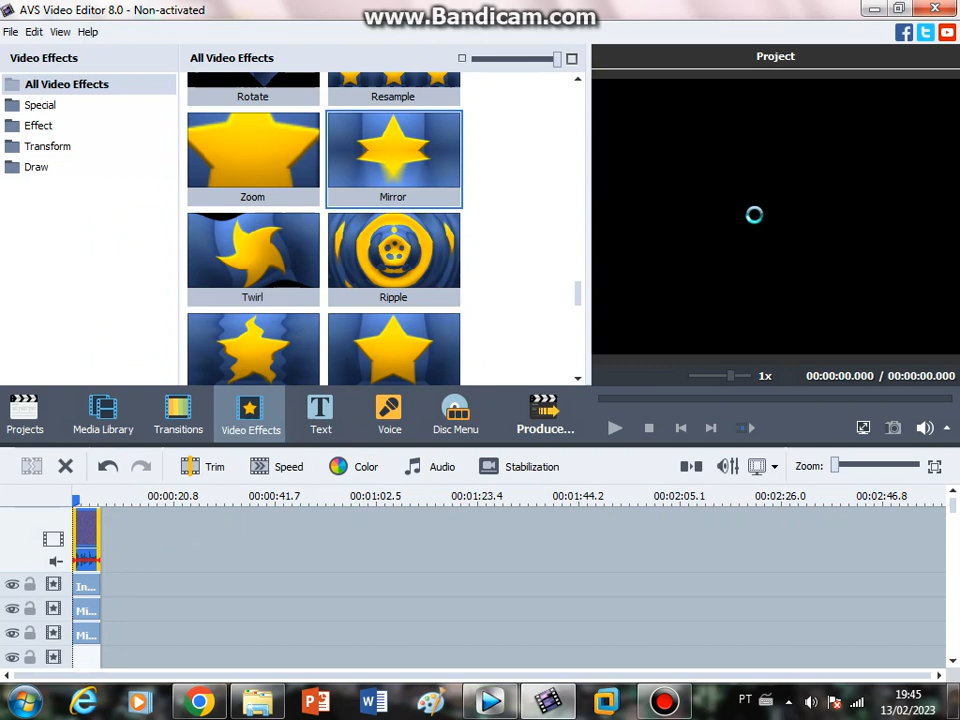 AVS Video Editor 8.0 - Non-activated
www.Bandicam.com
File Edit View Help
Video Effects
All Video Effects
Project
All Video Effects
Special
Effect
Transform
Draw
Rotate
Resample
Zoom
Mirror
Twirl
Ripple
1x
00:00:00.000 / 00:00:00.000
Projects
Media Library
Transitions
Video Effects
Text
Voice
Disc Menu
Produce...
Trim
Speed
Color
Audio
Stabilization
Zoom:
00:00:20.8
00:00:41.7
00:01:02.5
00:01:23.4
00:01:44.2
00:02:05.1
00:02:26.0
00:02:46.8
In...
Mi...
Mi...
PT
19:45
13/02/2023